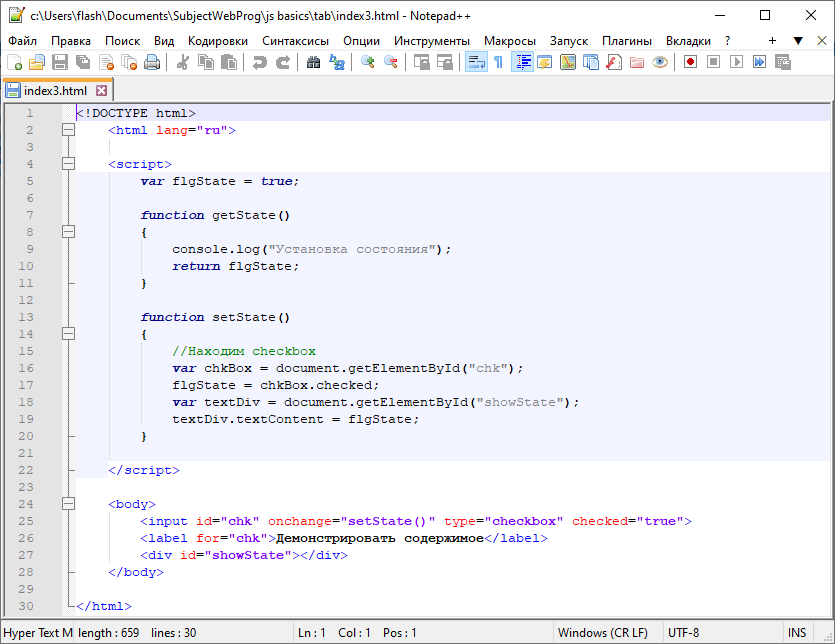 c:\Users\flash\Documents\SubjectWebProg\js basics\tab\index3.html - Notepad++
Файл Правка Поиск Вид Кодировки Синтаксисы Опции Инструменты Макросы Запуск Плагины Вкладки ? + ▼ X
index3.html
1 <!DOCTYPE html>
2 <html lang="ru">
3
4 <script>
5 var flgState = true;
6
7 function getState()
8 {
9 console.log("Установка состояния");
10 return flgState;
11 }
12
13 function setState()
14 {
15 //Находим checkbox
16 var chkBox = document.getElementById("chk");
17 flgState = chkBox.checked;
18 var textDiv = document.getElementById("showState");
19 textDiv.textContent = flgState;
20 }
21
22 </script>
23
24 <body>
25 <input id="chk" onchange="setState()" type="checkbox" checked="true">
26 <label for="chk">Демонстрировать содержимое</label>
27 <div id="showState"></div>
28 </body>
29
30 </html>
Hyper Text M length : 659 lines : 30 Ln : 1 Col : 1 Pos : 1 Windows (CR LF) UTF-8 INS